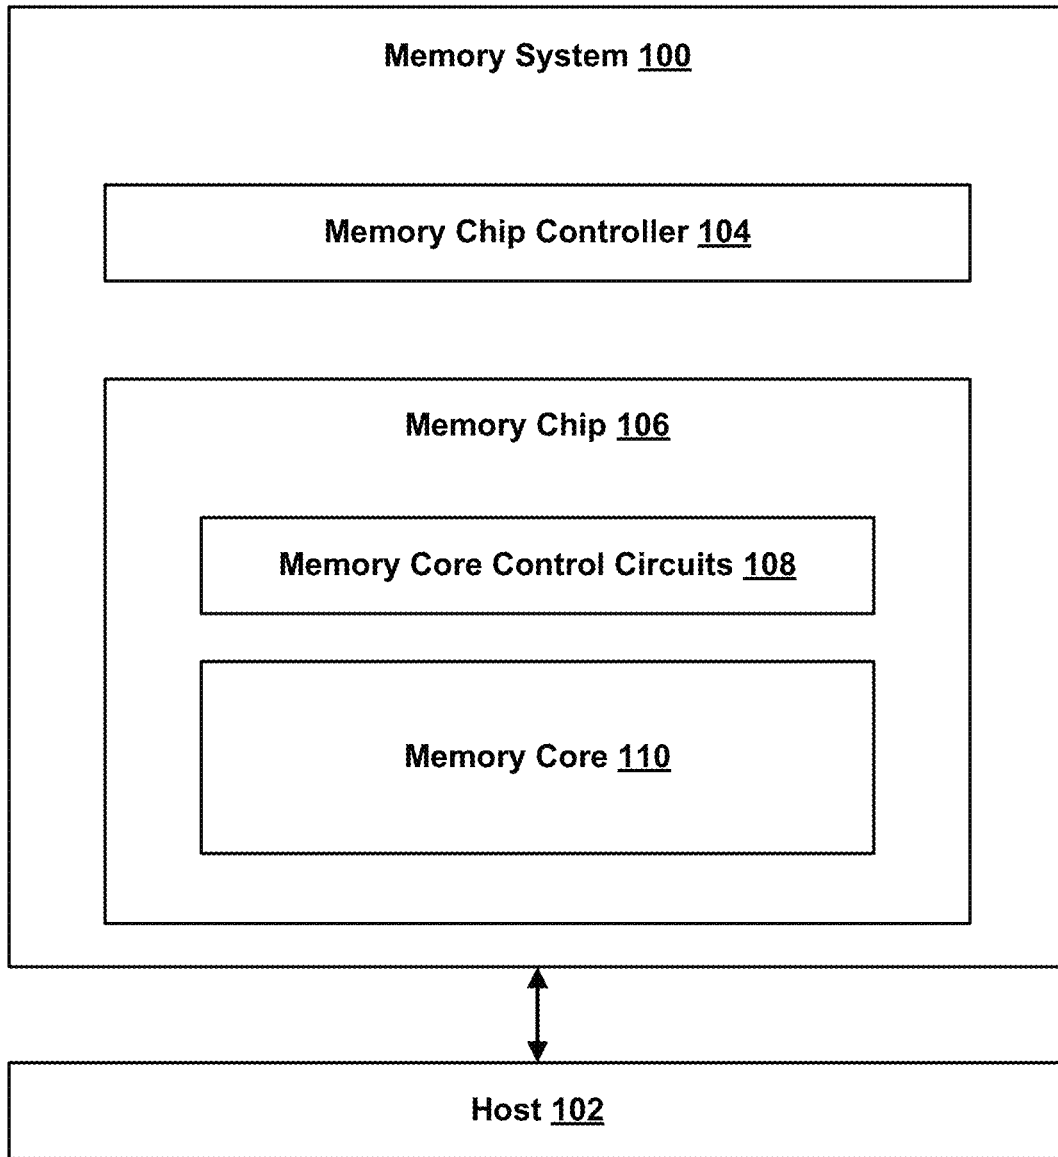 Memory System 100
Memory Chip Controller 104
Memory Chip 106
Memory Core Control Circuits 108
Memory Core 110
Host 102